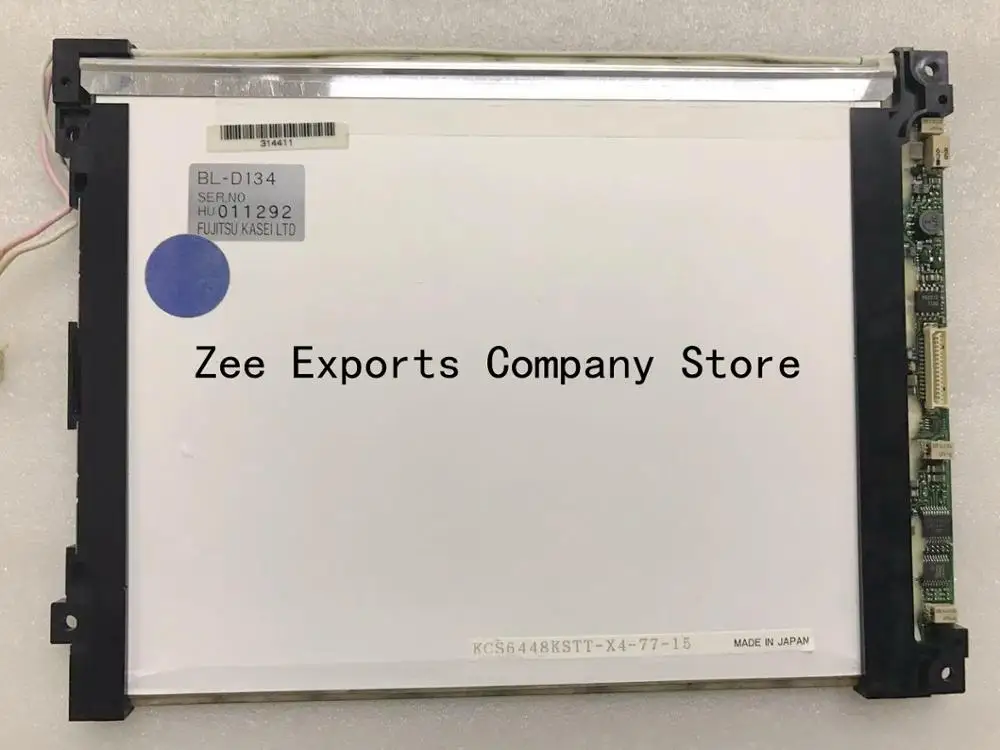 314411
BL-D134
SER.NO
HU 011292
FUJITSU KASEI LTD
Zee Exports Company Store
KCS6448KSTT-X4-77-15
MADE IN JAPAN